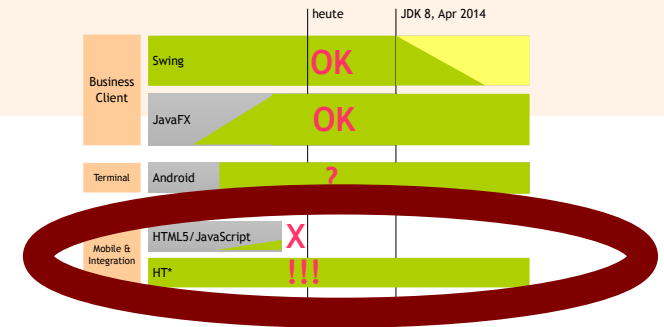 heute
JDK 8, Apr 2014
Business
Client
Swing
OK
JavaFX
OK
Terminal
Android
?
Mobile &
Integration
HTML5/JavaScript
X
HT*
!!!